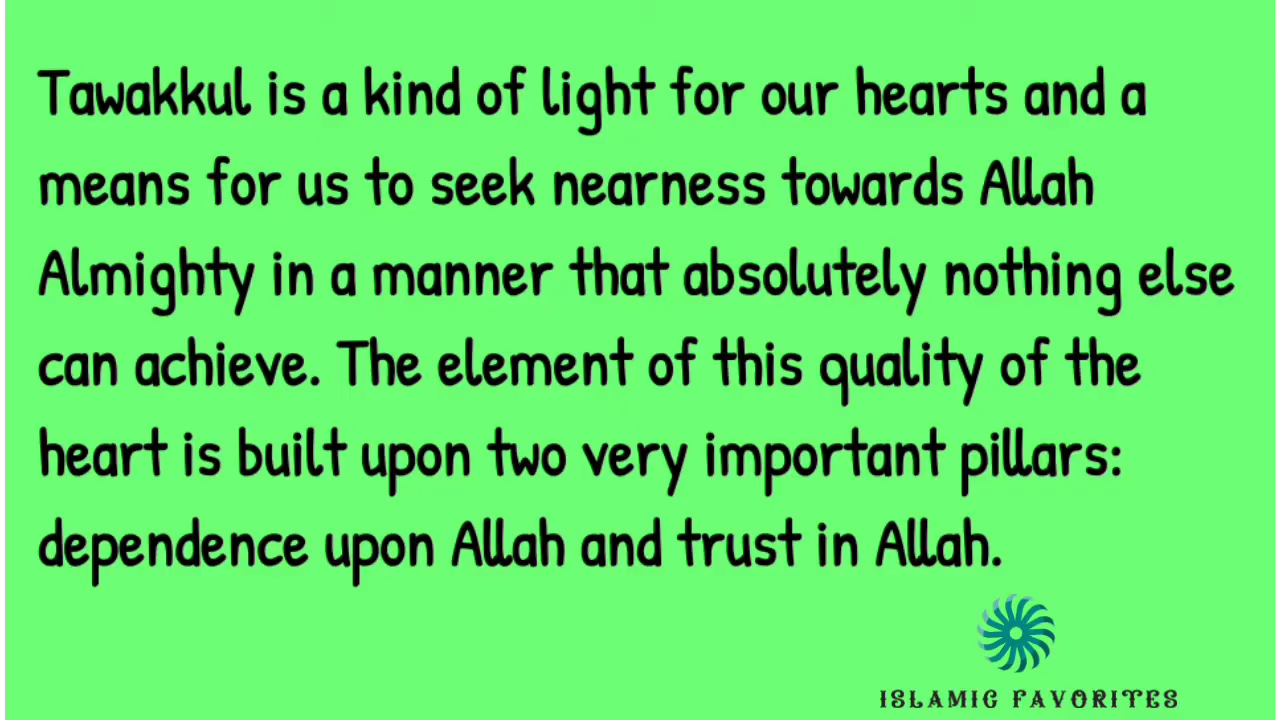 Tawakkul is a kind of light for our hearts and a
means for us to seek nearness towards Allah
Almighty in a manner that absolutely nothing else
can achieve. The element of this quality of the
heart is built upon two very important pillars:
dependence upon Allah and trust in Allah.
ISLAMIC FAVORITES